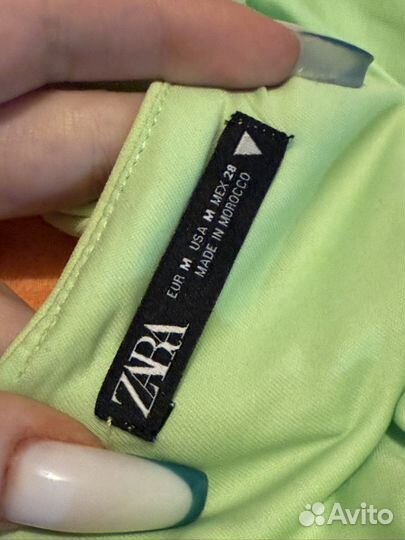 ZARA
EUR M USA M MEX 28
MADE IN MOROCCO
Avito